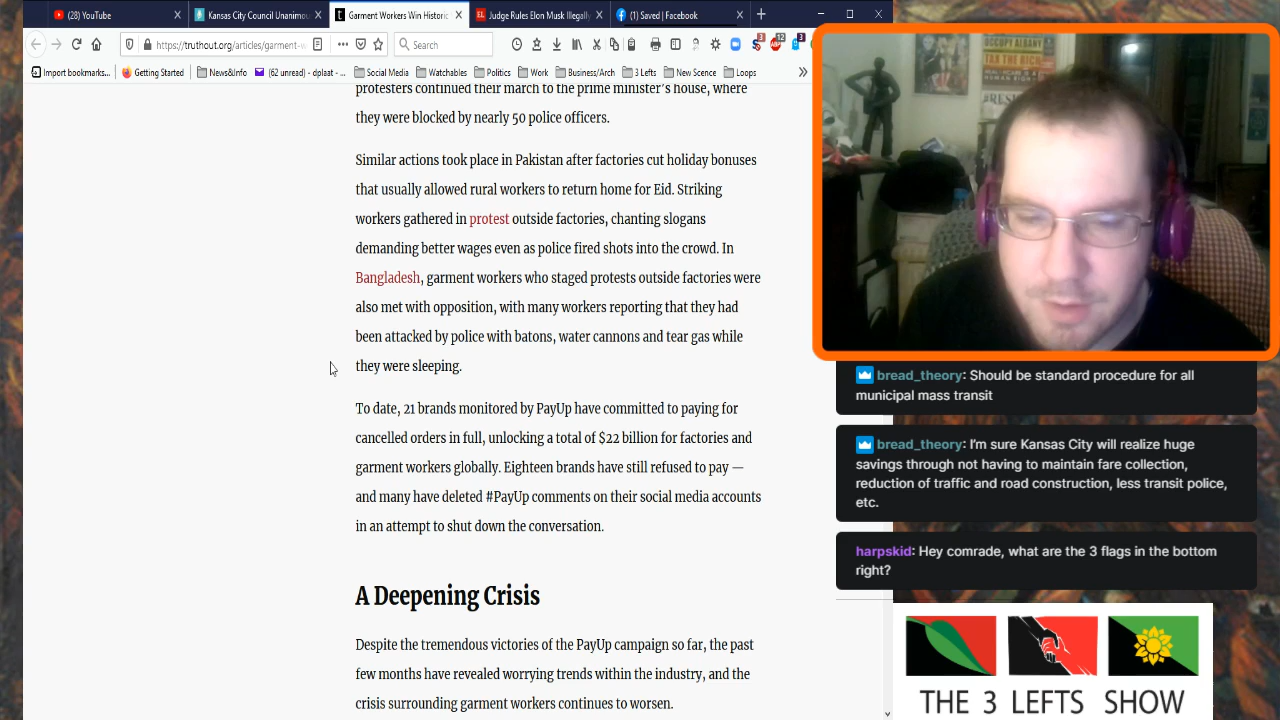 (28) YouTube
Kansas City Council Unanimou
Garment Workers Win Historic
Judge Rules Elon Musk Illegally
(1) Saved | Facebook
https://truthout.org/articles/garment-w
Search
Import bookmarks...
Getting Started
News&Info
(62 unread) - dplaat - ...
Social Media
Watchables
Politics
Work
Business/Arch
3 Lefts
New Scence
Loops
protesters continued their march to the prime minister's house, where
they were blocked by nearly 50 police officers.
Similar actions took place in Pakistan after factories cut holiday bonuses
that usually allowed rural workers to return home for Eid. Striking
workers gathered in protest outside factories, chanting slogans
demanding better wages even as police fired shots into the crowd. In
Bangladesh, garment workers who staged protests outside factories were
also met with opposition, with many workers reporting that they had
been attacked by police with batons, water cannons and tear gas while
they were sleeping.
To date, 21 brands monitored by PayUp have committed to paying for
cancelled orders in full, unlocking a total of $22 billion for factories and
garment workers globally. Eighteen brands have still refused to pay —
and many have deleted #PayUp comments on their social media accounts
in an attempt to shut down the conversation.
A Deepening Crisis
Despite the tremendous victories of the PayUp campaign so far, the past
few months have revealed worrying trends within the industry, and the
crisis surrounding garment workers continues to worsen.
OCCUPY ALBANY
TAX THE RICH
bread_theory: Should be standard procedure for all
municipal mass transit
bread_theory: I'm sure Kansas City will realize huge
savings through not having to maintain fare collection,
reduction of traffic and road construction, less transit police,
etc.
harpskid: Hey comrade, what are the 3 flags in the bottom
right?
THE 3 LEFTS SHOW